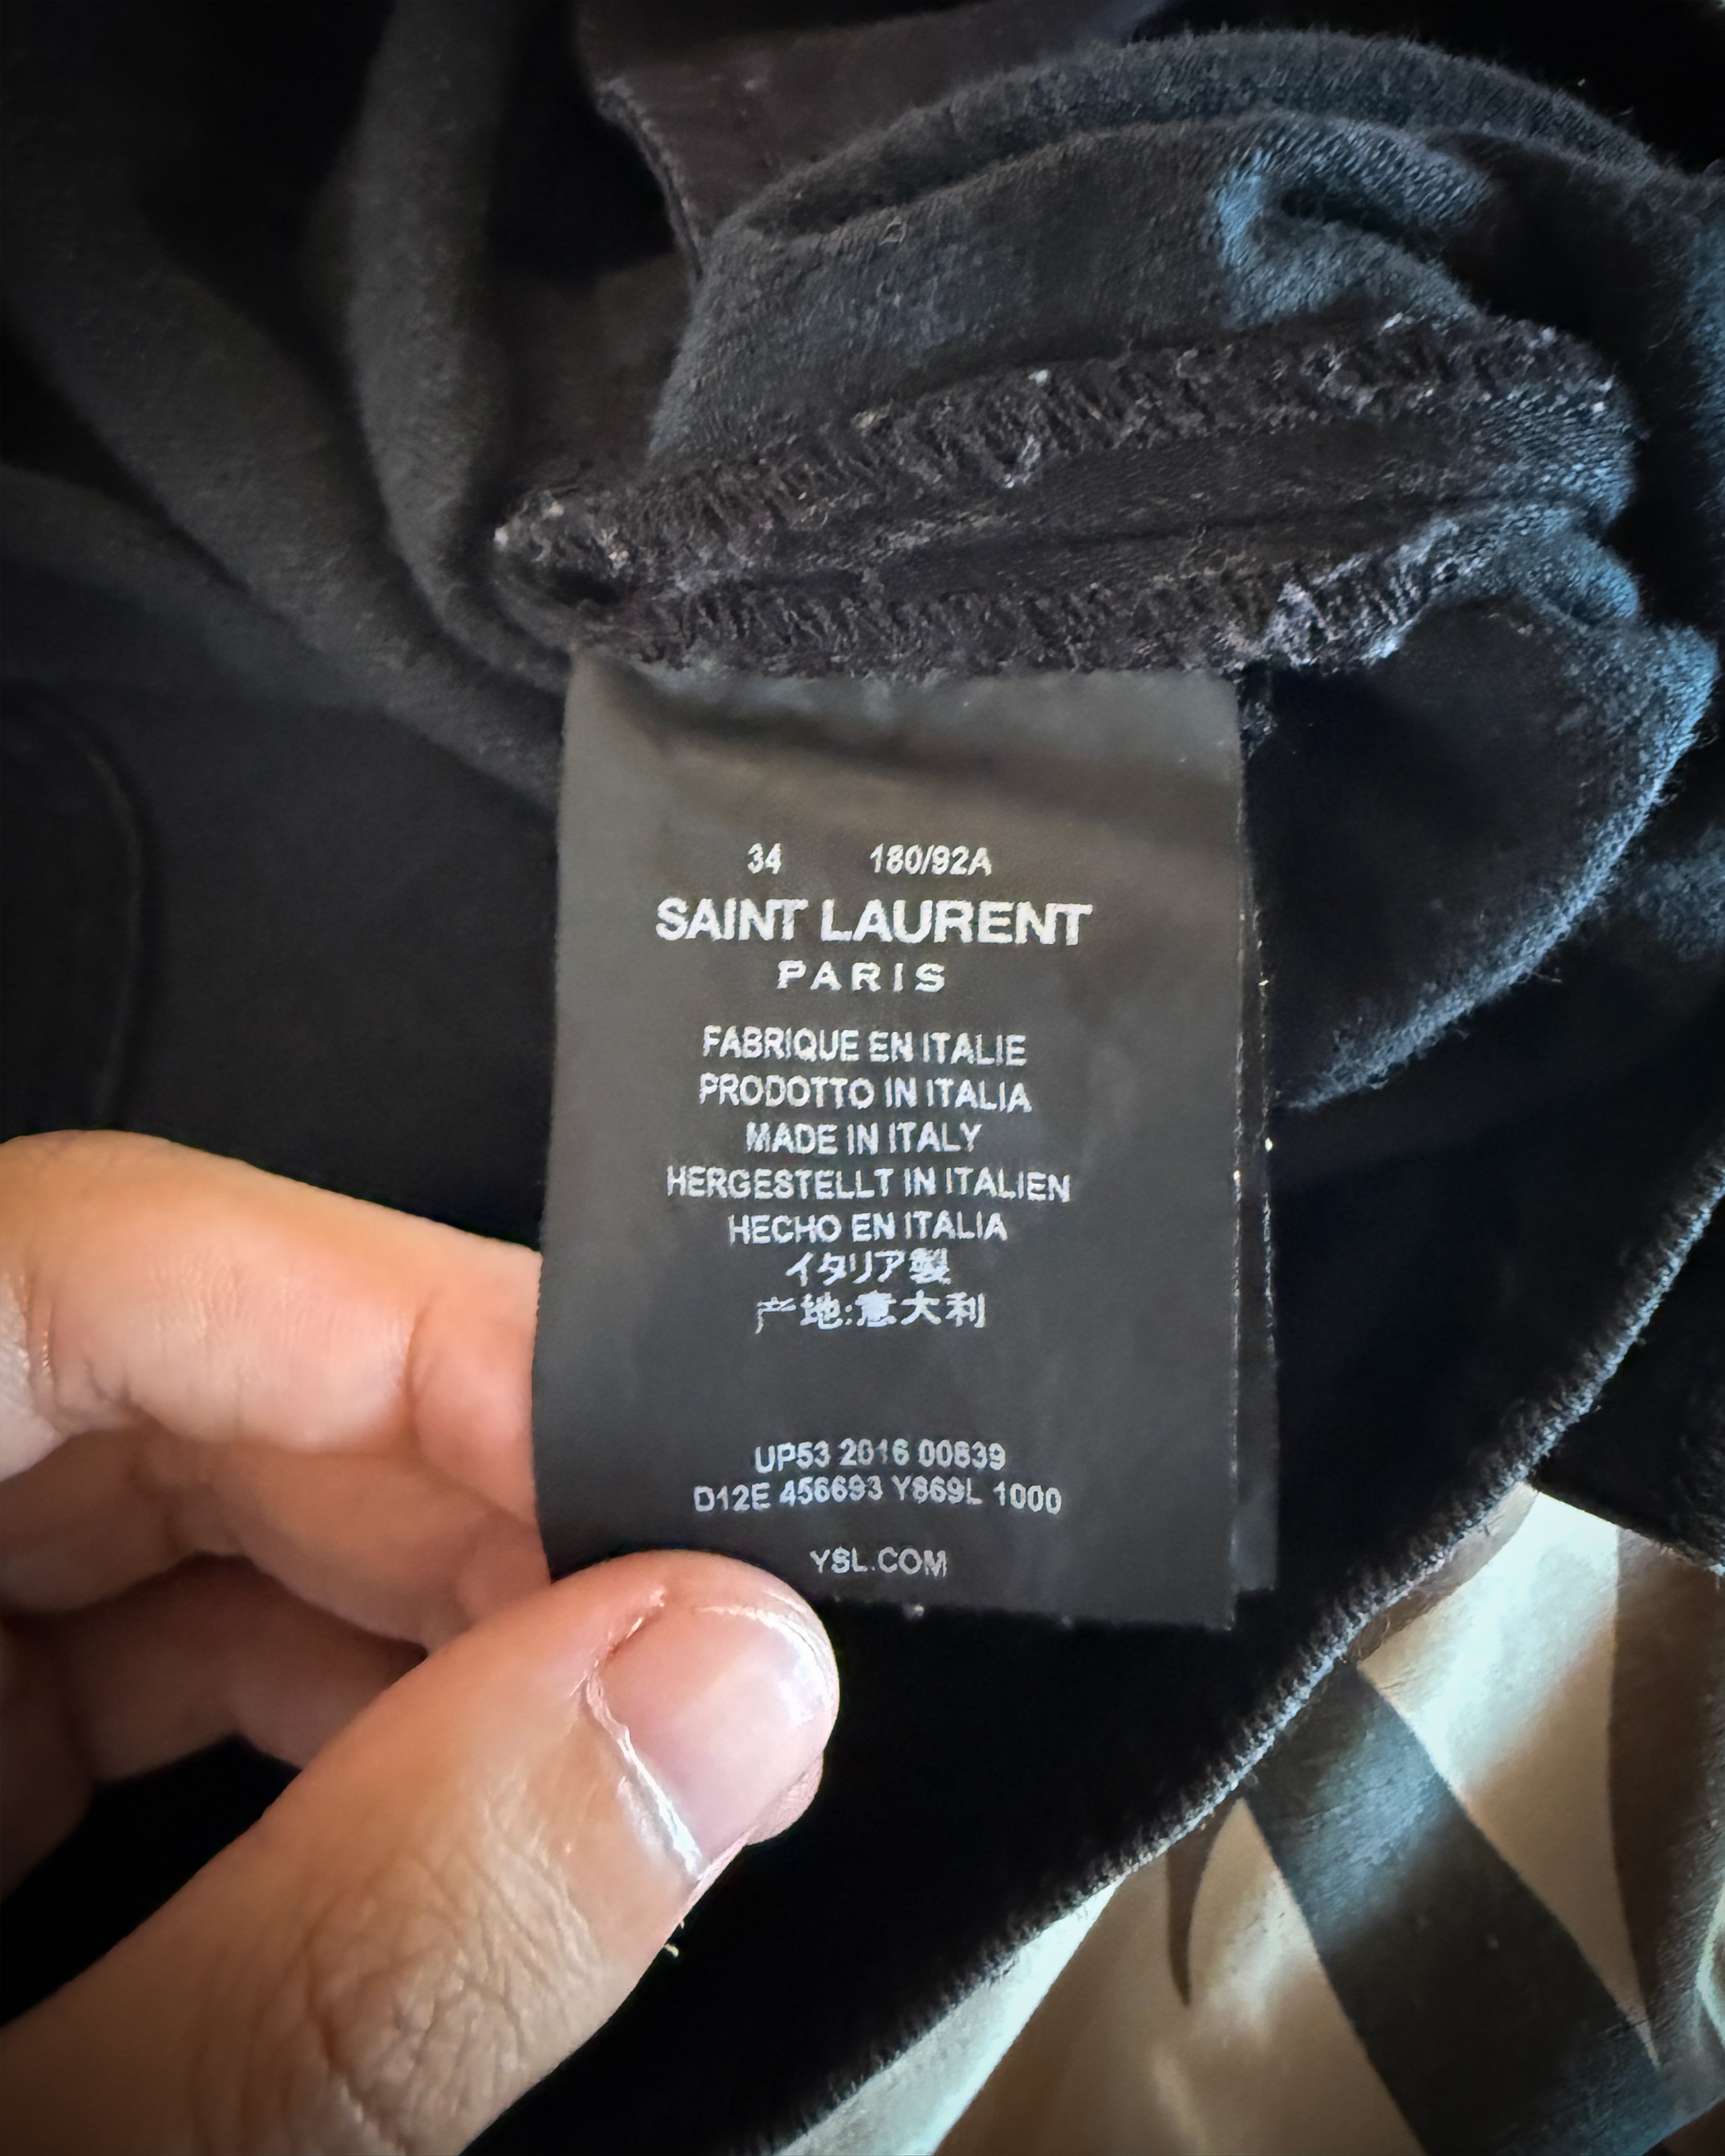 34 180/92A
SAINT LAURENT
PARIS
FABRIQUE EN ITALIE
PRODOTTO IN ITALIA
MADE IN ITALY
HERGESTELLT IN ITALIEN
HECHO EN ITALIA
イタリア製
产地:意大利
UP53 2016 00839
D12E 456693 Y869L 1000
YSL.COM